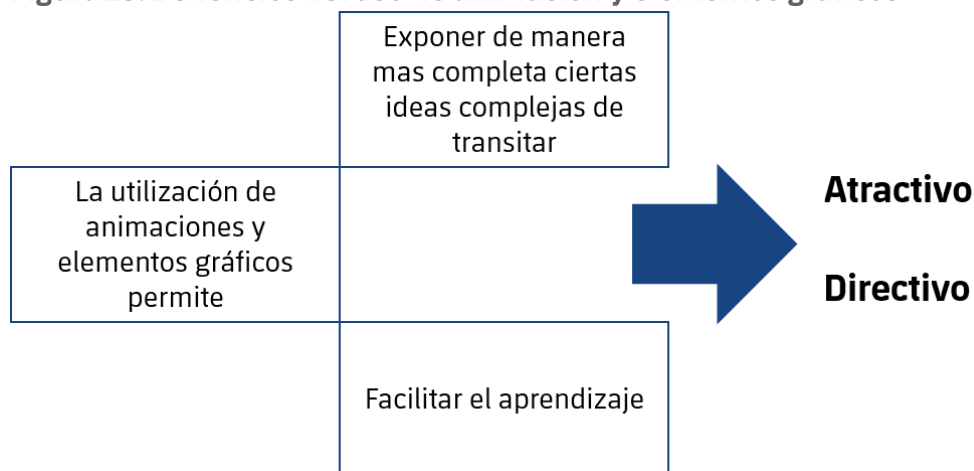 Exponer de manera
mas completa ciertas
ideas complejas de
transitar
La utilización de
animaciones y
elementos gráficos
permite
Atractivo
Directivo
Facilitar el aprendizaje